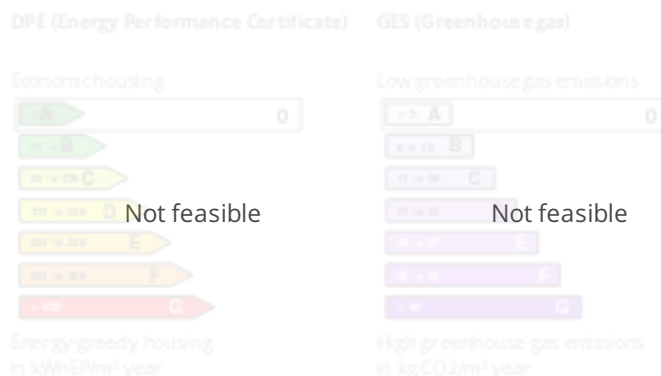 DPE (Energy Performance Certificate)
Economic housing
A 0
B
C
D
E
F
G
Not feasible
Energy-greedy housing
in kWhEP/m² year
GES (Greenhouse gas)
Low greenhouse gas emissions
A 0
B
C
E
F
G
Not feasible
High greenhouse gas emissions
in kg CO2/m² year